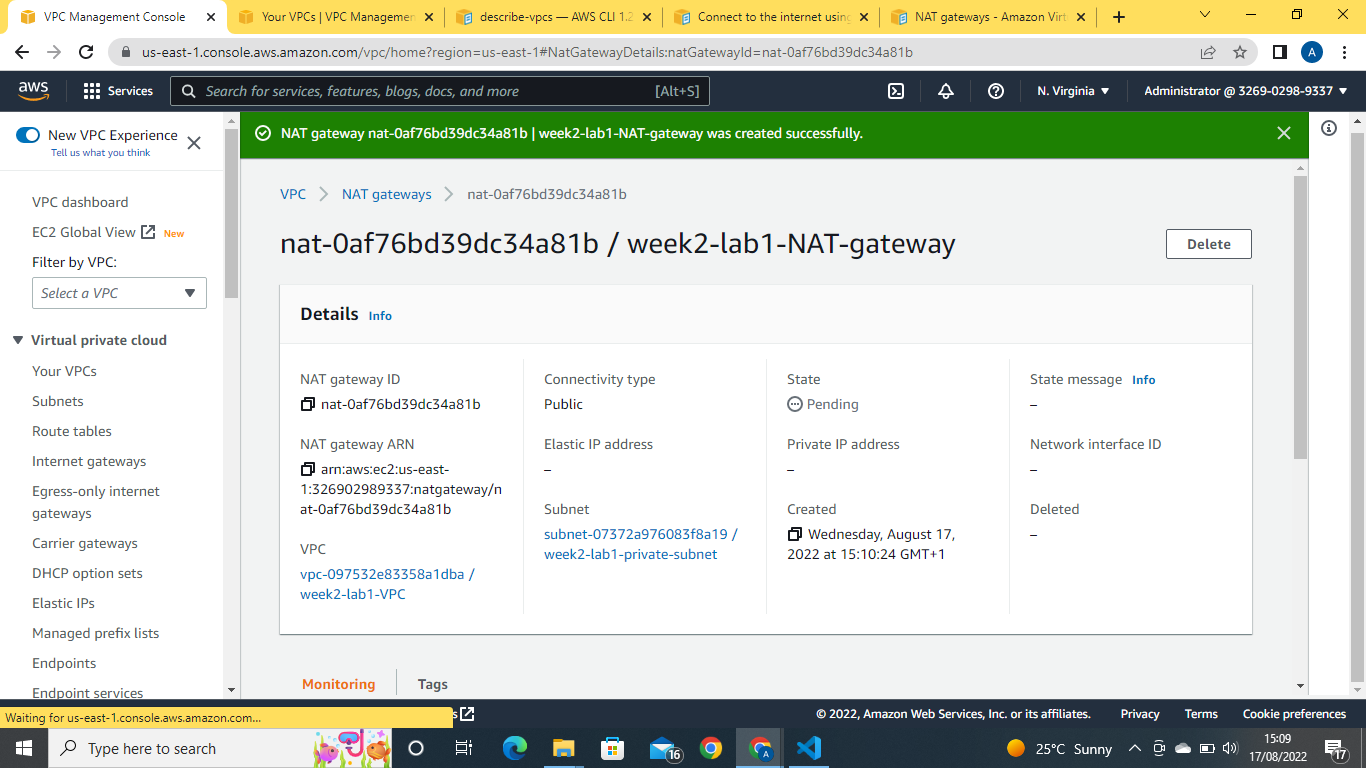 VPC Management Console
Your VPCs | VPC Managemen
describe-vpcs — AWS CLI 1.2
Connect to the internet using
NAT gateways - Amazon Virt
us-east-1.console.aws.amazon.com/vpc/home?region=us-east-1#NatGatewayDetails:natGatewayId=nat-0af76bd39dc34a81b
A
aws
Services
Search for services, features, blogs, docs, and more
[Alt+S]
N. Virginia
Administrator @ 3269-0298-9337
New VPC Experience
Tell us what you think
NAT gateway nat-0af76bd39dc34a81b | week2-lab1-NAT-gateway was created successfully.
VPC dashboard
EC2 Global View New
Filter by VPC:
Select a VPC
Virtual private cloud
Your VPCs
Subnets
Route tables
Internet gateways
Egress-only internet
gateways
Carrier gateways
DHCP option sets
Elastic IPs
Managed prefix lists
Endpoints
Endpoint services
VPC
NAT gateways
nat-0af76bd39dc34a81b
nat-0af76bd39dc34a81b / week2-lab1-NAT-gateway
Delete
Details Info
NAT gateway ID
nat-0af76bd39dc34a81b
NAT gateway ARN
arn:aws:ec2:us-east-
1:326902989337:natgateway/n
at-0af76bd39dc34a81b
VPC
vpc-097532e83358a1dba /
week2-lab1-VPC
Connectivity type
Public
Elastic IP address
–
Subnet
subnet-07372a976083f8a19 /
week2-lab1-private-subnet
State
Pending
Private IP address
–
Created
Wednesday, August 17,
2022 at 15:10:24 GMT+1
State message Info
–
Network interface ID
–
Deleted
–
Monitoring
Tags
Waiting for us-east-1.console.aws.amazon.com...
s
© 2022, Amazon Web Services, Inc. or its affiliates.
Privacy
Terms
Cookie preferences
Type here to search
16
A
25°C Sunny
15:09
17/08/2022
17